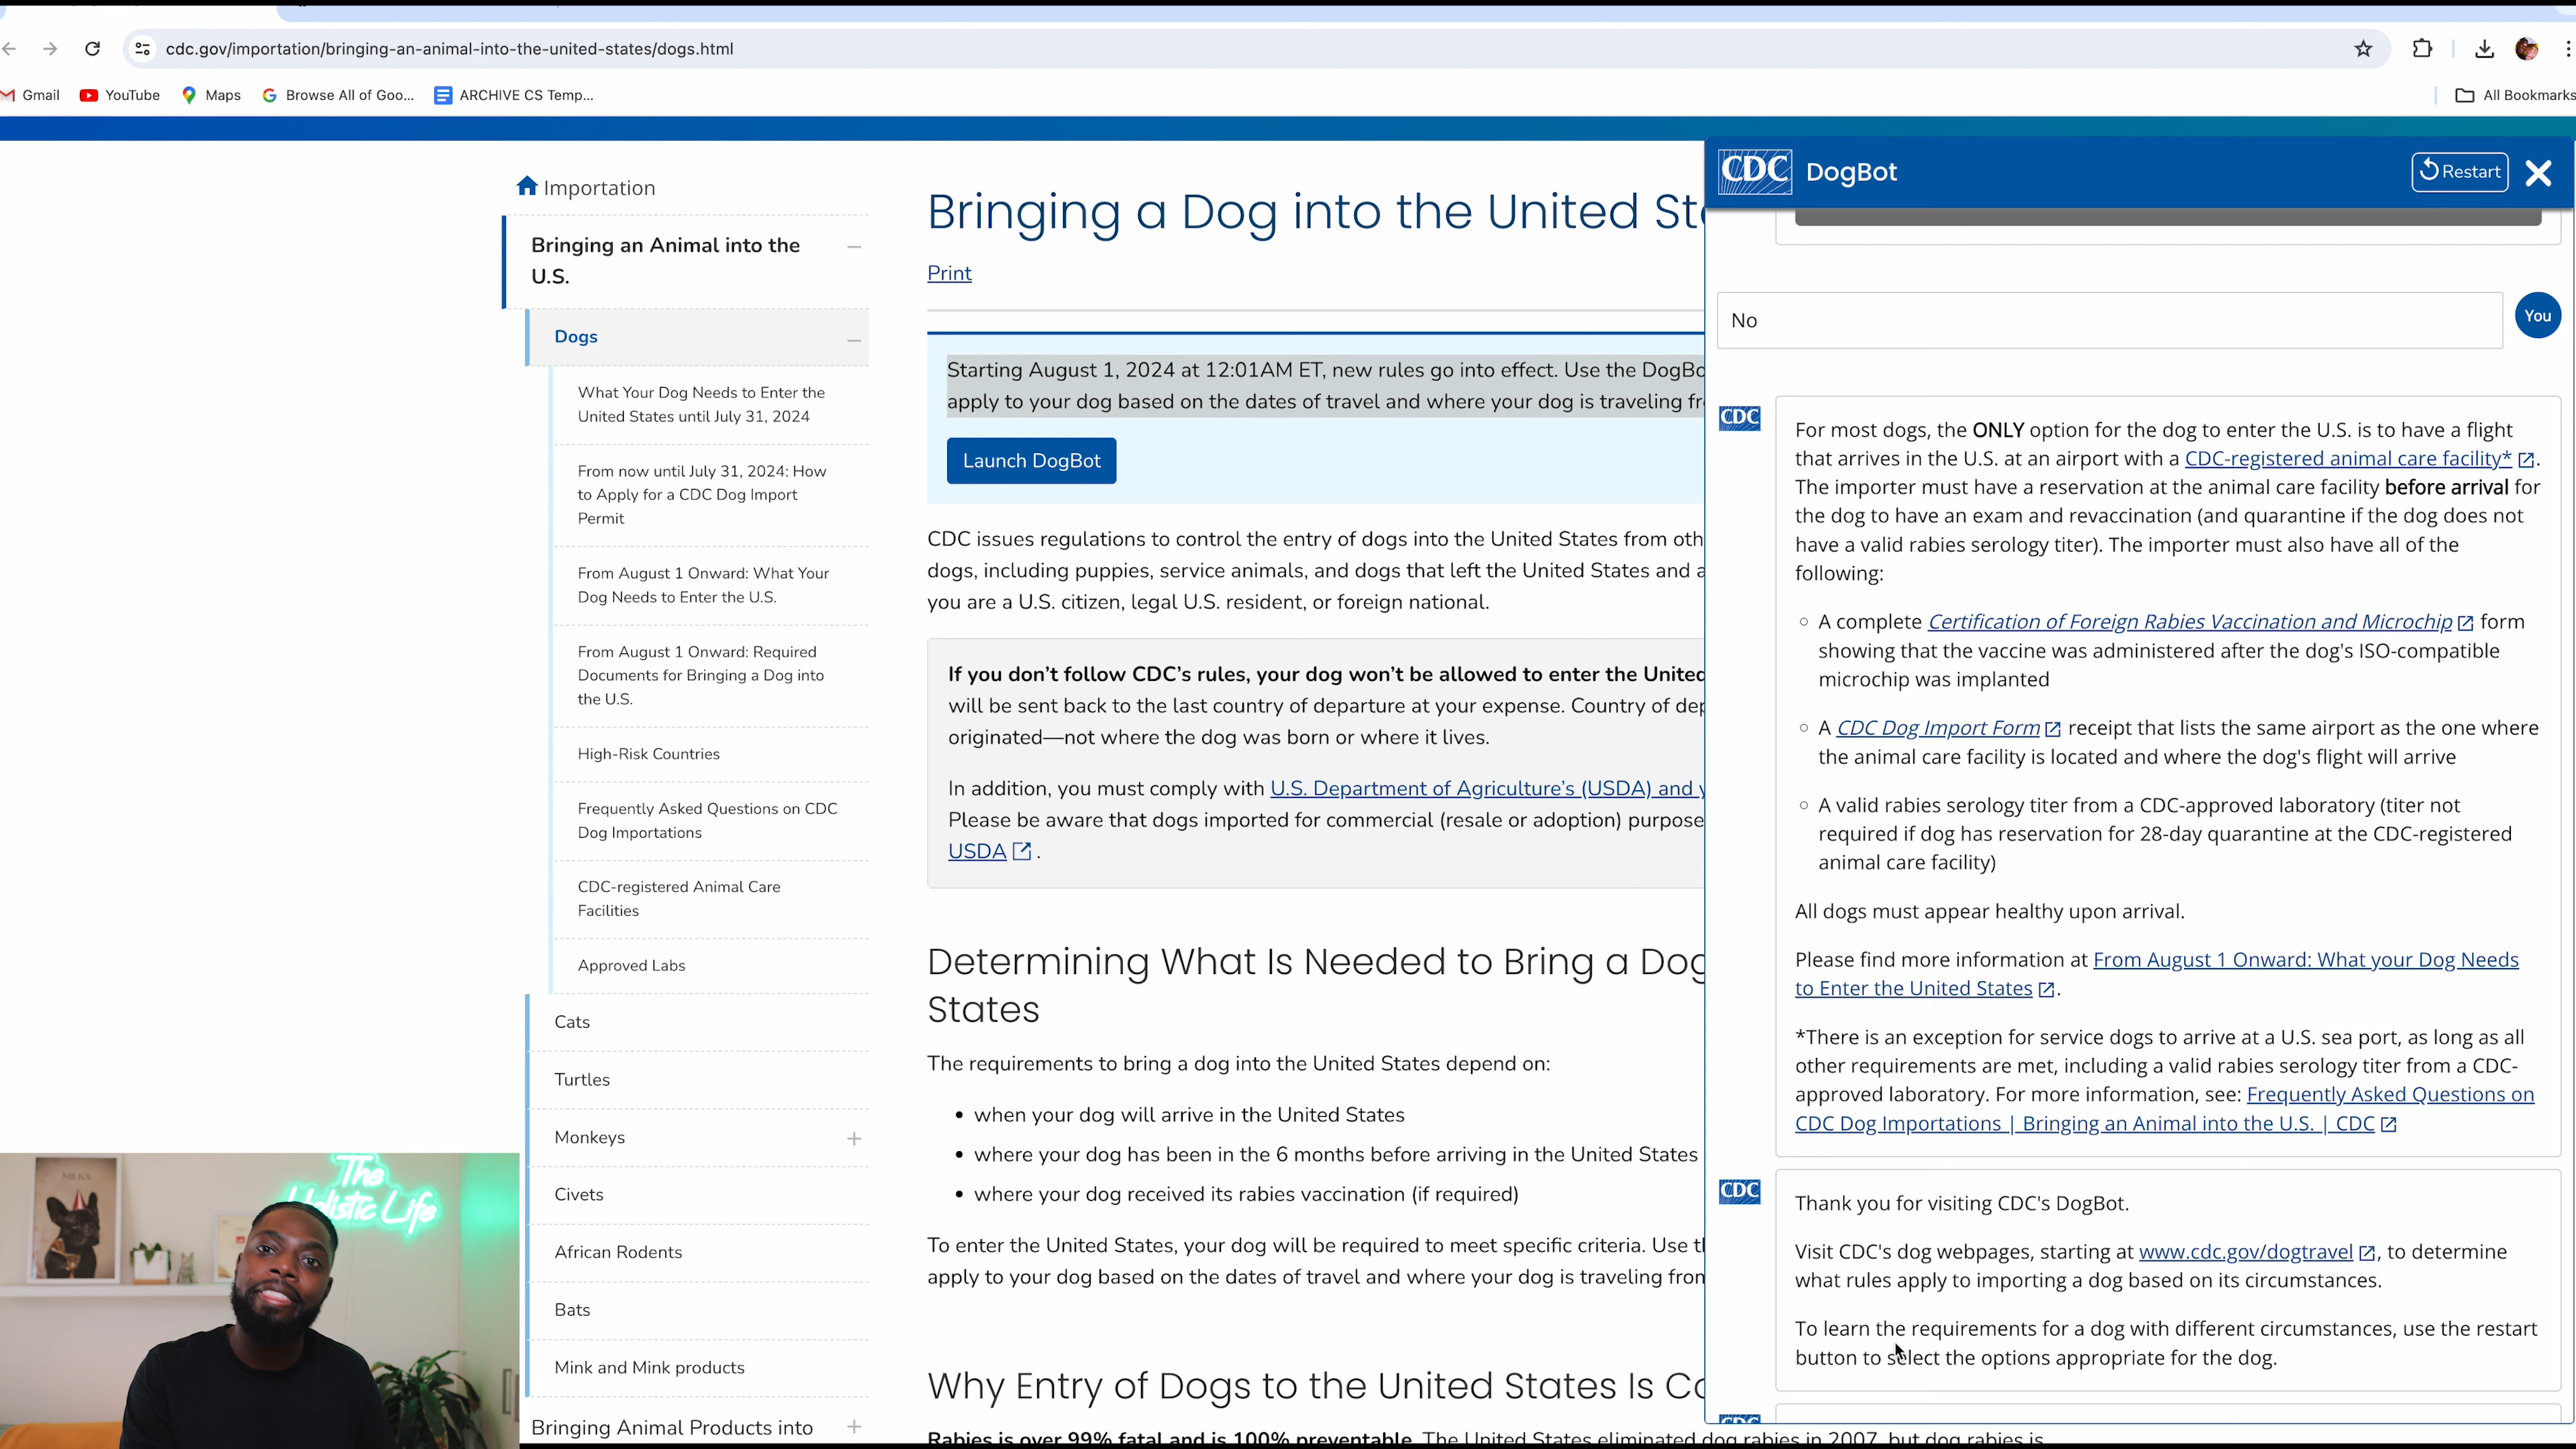 cdc.gov/importation/bringing-an-animal-into-the-united-states/dogs.html
Gmail
YouTube
Maps
Browse All of Goo...
ARCHIVE CS Temp...
All Bookmarks
Importation
Bringing an Animal into the
U.S.
Dogs
What Your Dog Needs to Enter the
United States until July 31, 2024
From now until July 31, 2024: How
to Apply for a CDC Dog Import
Permit
From August 1 Onward: What Your
Dog Needs to Enter the U.S.
From August 1 Onward: Required
Documents for Bringing a Dog into
the U.S.
High-Risk Countries
Frequently Asked Questions on CDC
Dog Importations
CDC-registered Animal Care
Facilities
Approved Labs
Cats
Turtles
Monkeys
Civets
African Rodents
Bats
Mink and Mink products
Bringing Animal Products into
Bringing a Dog into the United St
Print
Starting August 1, 2024 at 12:01AM ET, new rules go into effect. Use the DogBo
apply to your dog based on the dates of travel and where your dog is traveling fr
Launch DogBot
CDC issues regulations to control the entry of dogs into the United States from oth
dogs, including puppies, service animals, and dogs that left the United States and a
you are a U.S. citizen, legal U.S. resident, or foreign national.
If you don’t follow CDC’s rules, your dog won’t be allowed to enter the United
will be sent back to the last country of departure at your expense. Country of dep
originated—not where the dog was born or where it lives.
In addition, you must comply with U.S. Department of Agriculture’s (USDA) and y
Please be aware that dogs imported for commercial (resale or adoption) purpose
USDA .
Determining What Is Needed to Bring a Dog
States
The requirements to bring a dog into the United States depend on:
• when your dog will arrive in the United States
• where your dog has been in the 6 months before arriving in the United States
• where your dog received its rabies vaccination (if required)
To enter the United States, your dog will be required to meet specific criteria. Use t
apply to your dog based on the dates of travel and where your dog is traveling from
Why Entry of Dogs to the United States Is Co
Rabies is over 99% fatal and is 100% preventable. The United States eliminated dog rabies in 2007, but dog rabies is
CDC DogBot
Restart
No
You
CDC
For most dogs, the ONLY option for the dog to enter the U.S. is to have a flight
that arrives in the U.S. at an airport with a CDC-registered animal care facility* .
The importer must have a reservation at the animal care facility before arrival for
the dog to have an exam and revaccination (and quarantine if the dog does not
have a valid rabies serology titer). The importer must also have all of the
following:
A complete Certification of Foreign Rabies Vaccination and Microchip form
showing that the vaccine was administered after the dog's ISO-compatible
microchip was implanted
A CDC Dog Import Form receipt that lists the same airport as the one where
the animal care facility is located and where the dog's flight will arrive
A valid rabies serology titer from a CDC-approved laboratory (titer not
required if dog has reservation for 28-day quarantine at the CDC-registered
animal care facility)
All dogs must appear healthy upon arrival.
Please find more information at From August 1 Onward: What your Dog Needs
to Enter the United States .
*There is an exception for service dogs to arrive at a U.S. sea port, as long as all
other requirements are met, including a valid rabies serology titer from a CDC-
approved laboratory. For more information, see: Frequently Asked Questions on
CDC Dog Importations | Bringing an Animal into the U.S. | CDC
CDC
Thank you for visiting CDC's DogBot.
Visit CDC's dog webpages, starting at www.cdc.gov/dogtravel , to determine
what rules apply to importing a dog based on its circumstances.
To learn the requirements for a dog with different circumstances, use the restart
button to select the options appropriate for the dog.
CDC
MILKA
The
Holistic Life